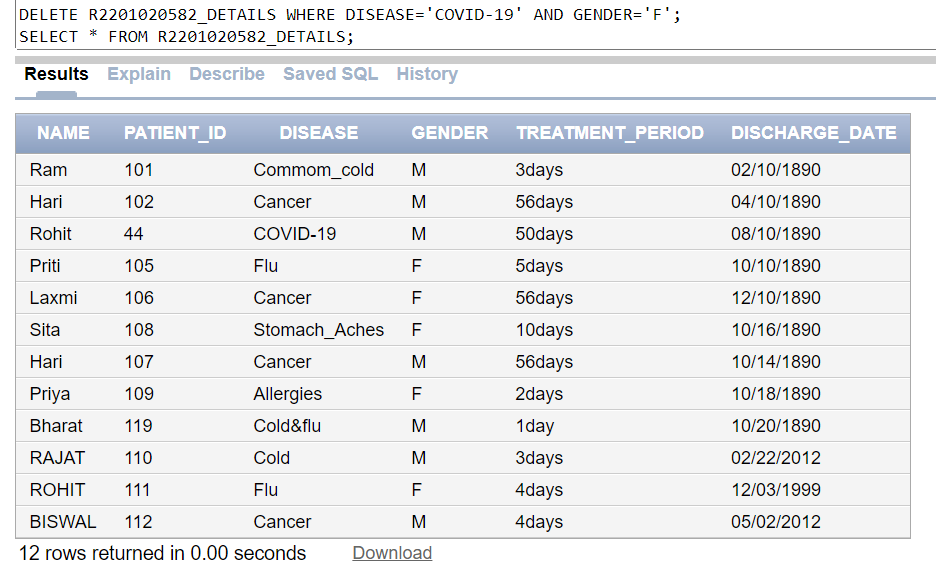 DELETE R2201020582_DETAILS WHERE DISEASE='COVID-19' AND GENDER='F';
SELECT * FROM R2201020582_DETAILS;
Results Explain Describe Saved SQL History
NAME PATIENT_ID DISEASE GENDER TREATMENT_PERIOD DISCHARGE_DATE
Ram 101 Commom_cold M 3days 02/10/1890
Hari 102 Cancer M 56days 04/10/1890
Rohit 44 COVID-19 M 50days 08/10/1890
Priti 105 Flu F 5days 10/10/1890
Laxmi 106 Cancer F 56days 12/10/1890
Sita 108 Stomach_Aches F 10days 10/16/1890
Hari 107 Cancer M 56days 10/14/1890
Priya 109 Allergies F 2days 10/18/1890
Bharat 119 Cold&flu M 1day 10/20/1890
RAJAT 110 Cold M 3days 02/22/2012
ROHIT 111 Flu F 4days 12/03/1999
BISWAL 112 Cancer M 4days 05/02/2012
12 rows returned in 0.00 seconds Download